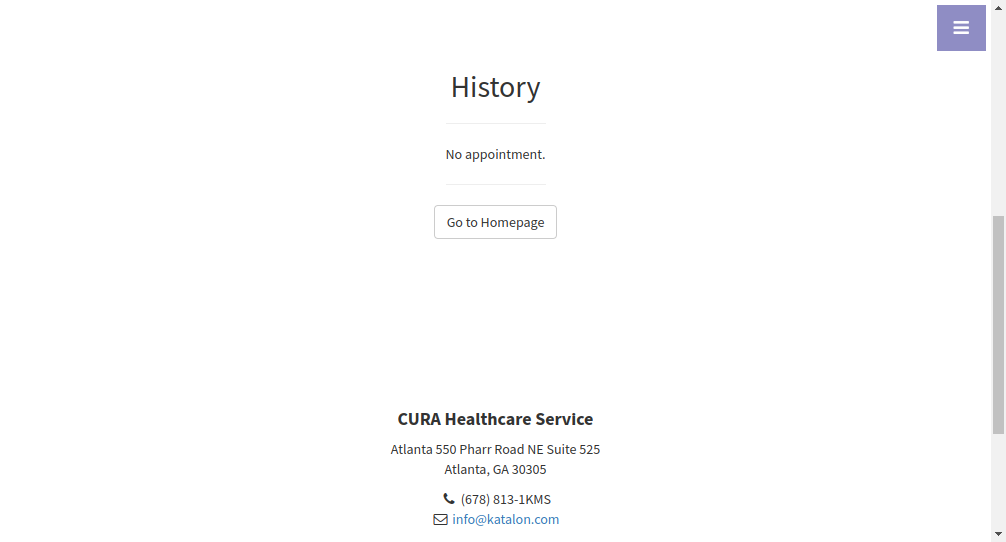 History
No appointment.
Go to Homepage
CURA Healthcare Service
Atlanta 550 Pharr Road NE Suite 525
Atlanta, GA 30305
(678) 813-1KMS
info@katalon.com